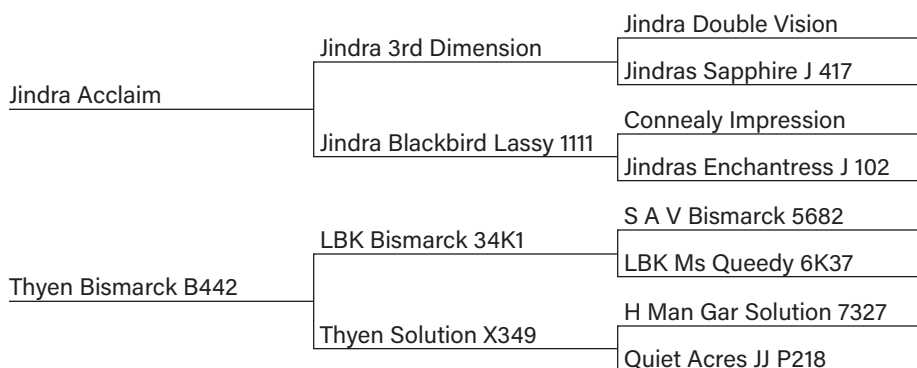 Jindra Double Vision
Jindra 3rd Dimension
Jindras Sapphire J 417
Jindra Acclaim
Connealy Impression
Jindra Blackbird Lassy 1111
Jindras Enchantress J 102
S A V Bismarck 5682
LBK Bismarck 34K1
LBK Ms Queedy 6K37
Thyen Bismarck B442
H Man Gar Solution 7327
Thyen Solution X349
Quiet Acres JJ P218